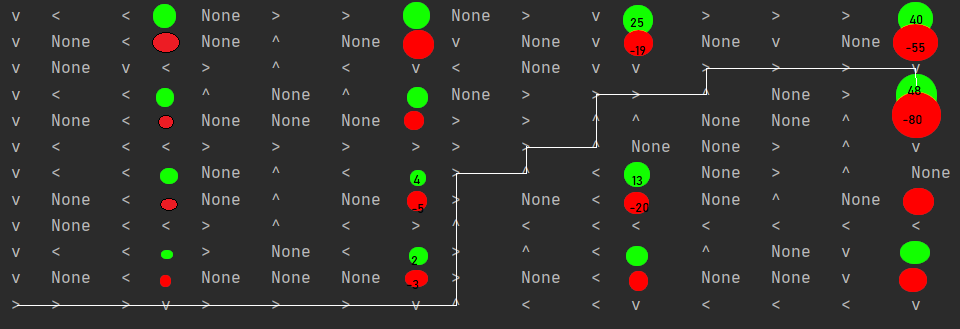 v < < None > > None > v 25 > > > 40
v None < None ^ None v None v -19 None v None -55
v None v < > ^ < v < None v v > > > v
v < < ^ None ^ None > > > ^ None > 48
v None < None None None > > ^ ^ None None ^ -80
v < < < > > > > > > ^ None None > ^ v
v < < > ^ < 4 > ^ < 13 > > ^ None
v None < None ^ None -5 > None < -20 None ^ None
v None < < > ^ < > ^ < < < < < < <
v < < > None < 2 > ^ < ^ None v
v None < None None None -3 > None < None None v
> > > v > > > v ^ < < v < < < v